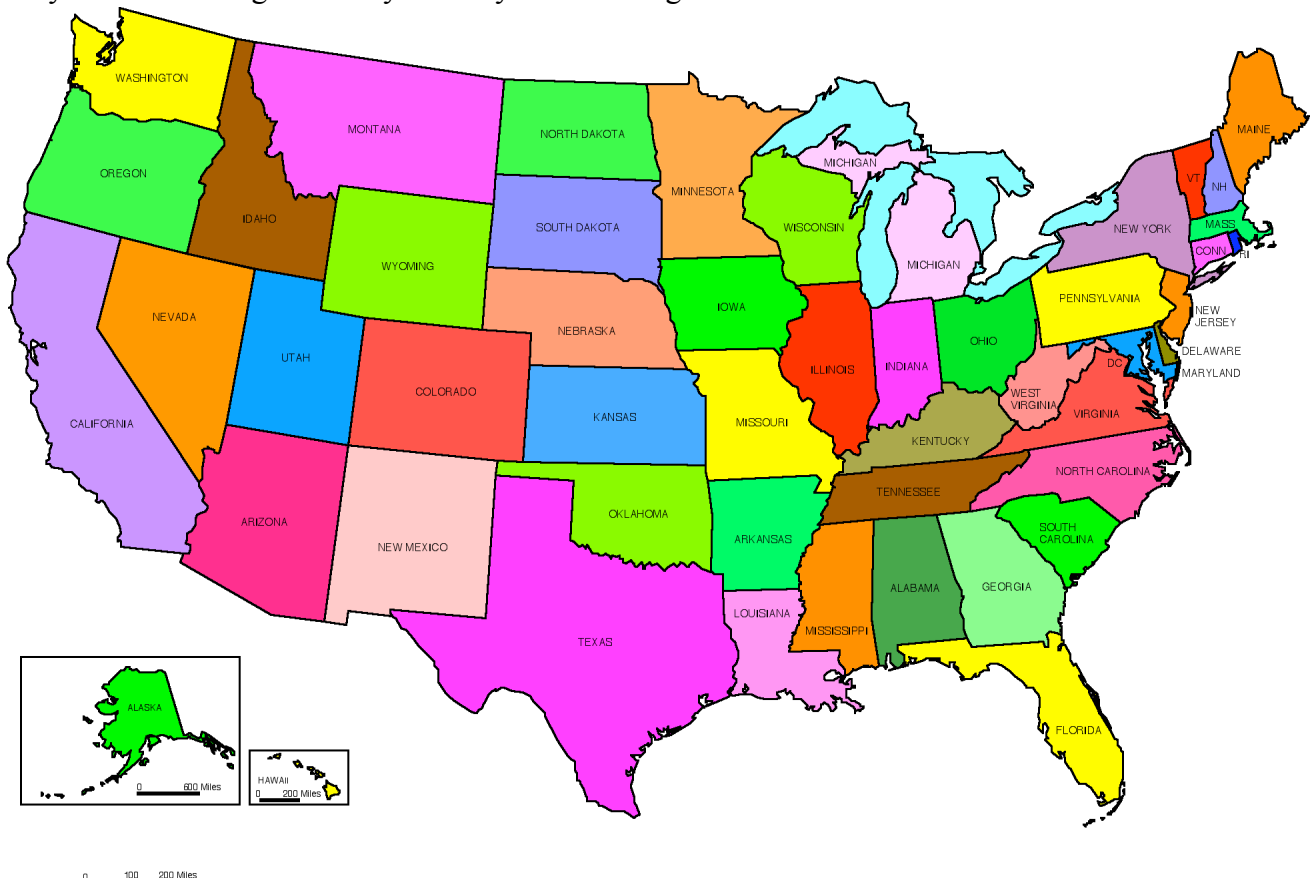 WASHINGTON
MONTANA
NORTH DAKOTA
MINNESOTA
MAINE
OREGON
IDAHO
SOUTH DAKOTA
WISCONSIN
MICHIGAN
MICHIGAN
VT
NH
NEW YORK
MASS
CONN
RI
WYOMING
NEVADA
UTAH
NEBRASKA
IOWA
PENNSYLVANIA
NEW
JERSEY
OHIO
INDIANA
ILLINOIS
DELAWARE
MARYLAND
DC
CALIFORNIA
COLORADO
KANSAS
MISSOURI
WEST
VIRGINIA
VIRGINIA
KENTUCKY
NORTH CAROLINA
TENNESSEE
ARIZONA
NEW MEXICO
OKLAHOMA
ARKANSAS
SOUTH
CAROLINA
GEORGIA
ALABAMA
MISSISSIPPI
LOUISIANA
TEXAS
FLORIDA
ALASKA
0 600 Miles
HAWAII
0 200 Miles
0 100 200 Miles